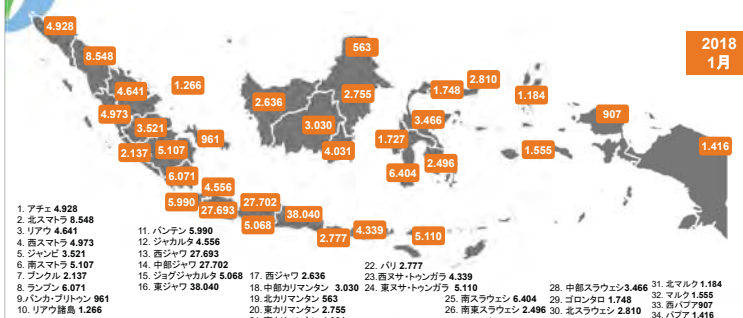 2018
1月
4.928
8.548
4.641
1.266
4.973
3.521
2.137
5.107
961
6.071
5.990
4.556
27.693
27.702
5.068
38.040
2.777
4.339
5.110
563
2.636
2.755
3.030
4.031
1.748
2.810
3.466
1.727
2.496
6.404
1.184
1.555
907
1.416
1. アチェ 4.928
2. 北スマトラ 8.548
3. リアウ 4.641
4. 西スマトラ 4.973
5. ジャンビ 3.521
6. 南スマトラ 5.107
7. ブンクル 2.137
8. ランプン 6.071
9.バンカ・ブリトゥン 961
10. リアウ諸島 1.266
11. バンテン 5.990
12. ジャカルタ 4.556
13. 西ジャワ 27.693
14. 中部ジャワ 27.702
15. ジョグジャカルタ 5.068
16. 東ジャワ 38.040
17. 西ジャワ 2.636
18. 中部カリマンタン 3.030
19. 北カリマンタン 563
20. 東カリマンタン 2.755
22. バリ 2.777
23.西ヌサ・トゥンガラ 4.339
24. 東ヌサ・トゥンガラ 5.110
25. 南スラウェシ 6.404
26. 南東スラウェシ 2.496
28. 中部スラウェシ3.466
29. ゴロンタロ 1.748
30. 北スラウェシ 2.810
31. 北マルク 1.184
32. マルク 1.555
33. 西パプア907
34. パプア 1.416